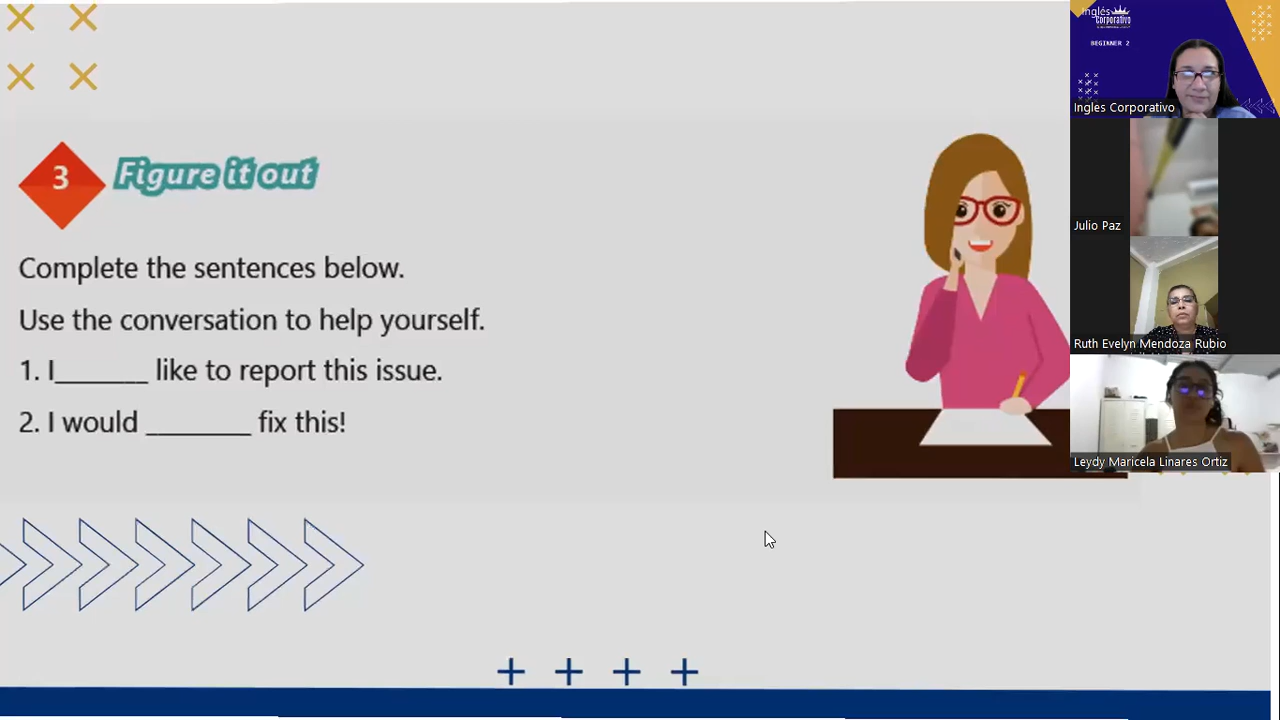 3
Figure it out
Complete the sentences below.
Use the conversation to help yourself.
1. I_______ like to report this issue.
2. I would ________ fix this!
Inglés
Corporativo
BEGINNER 2
Ingles Corporativo
Julio Paz
Ruth Evelyn Mendoza Rubio
Leydy Maricela Linares Ortiz